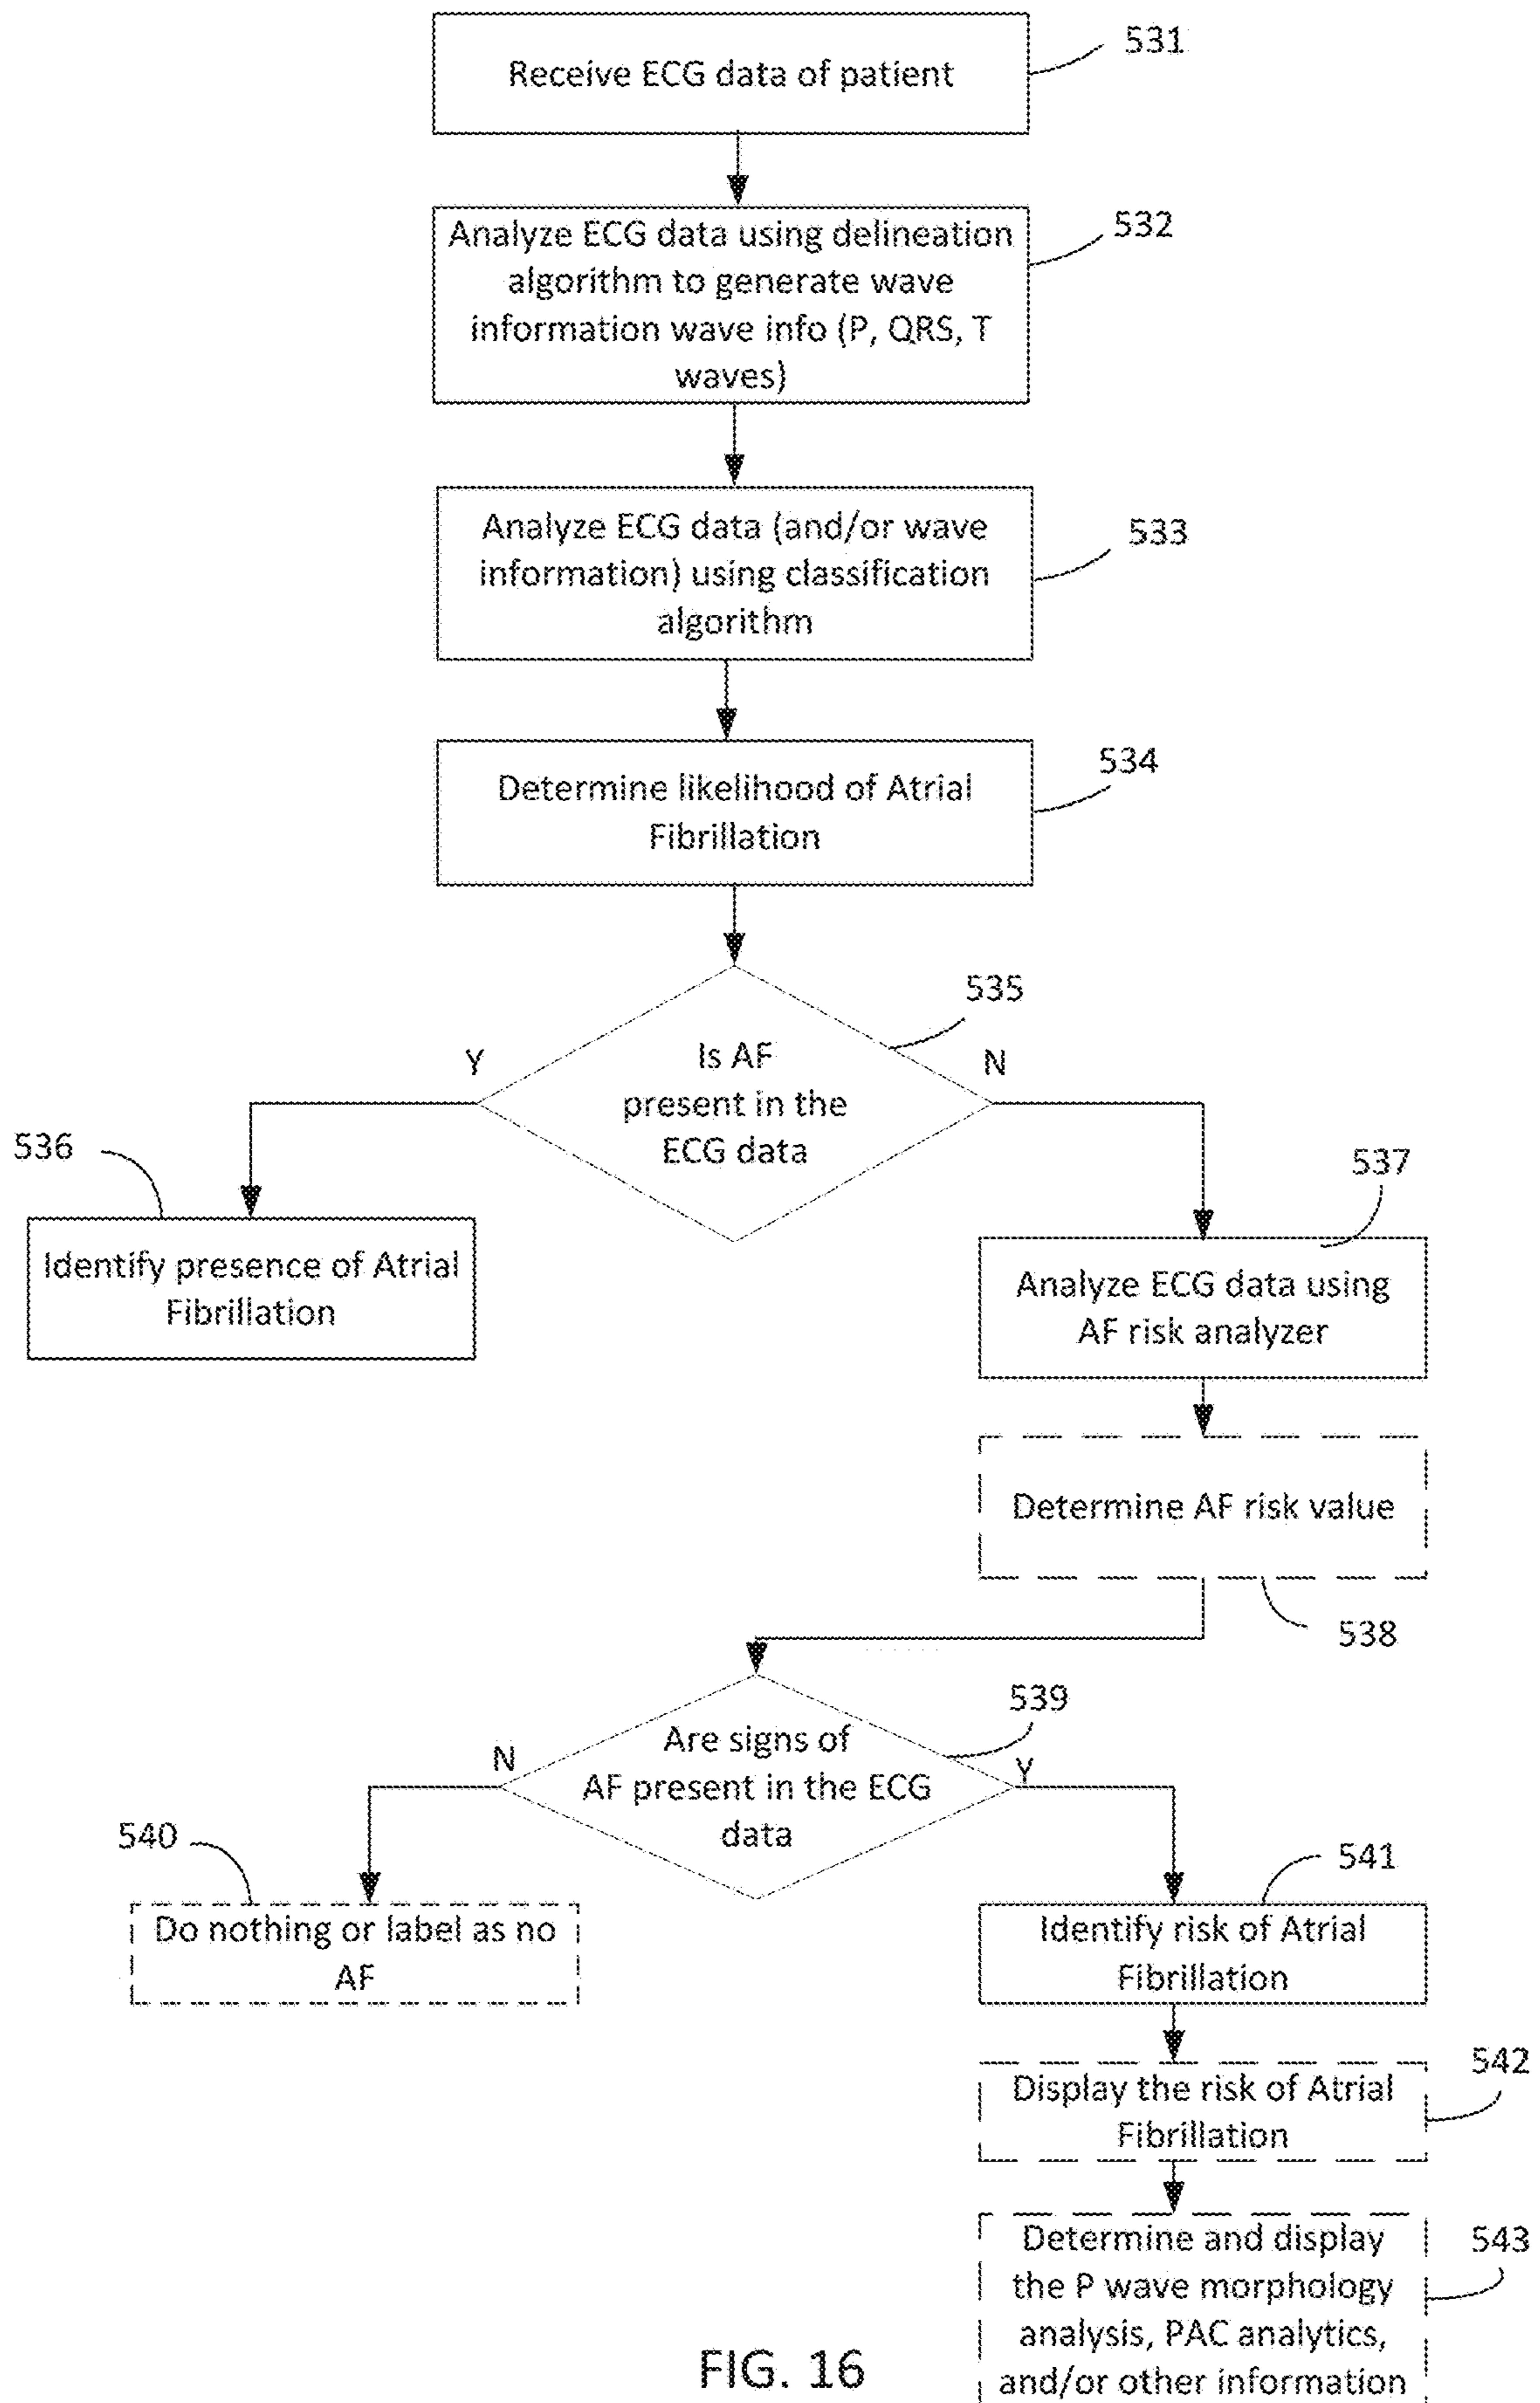 531
Receive ECG data of patient
532
Analyze ECG data using delineation
algorithm to generate wave
information wave info (P, QRS, T
waves)
533
Analyze ECG data (and/or wave
information) using classification
algorithm
534
Determine likelihood of Atrial
Fibrillation
535
Y
N
Is AF
present in the
ECG data
536
Identify presence of Atrial
Fibrillation
537
Analyze ECG data using
AF risk analyzer
Determine AF risk value
538
539
N
Y
Are signs of
AF present in the ECG
data
540
Do nothing or label as no
AF
541
Identify risk of Atrial
Fibrillation
542
Display the risk of Atrial
Fibrillation
543
Determine and display
the P wave morphology
analysis, PAC analytics,
and/or other information
FIG. 16